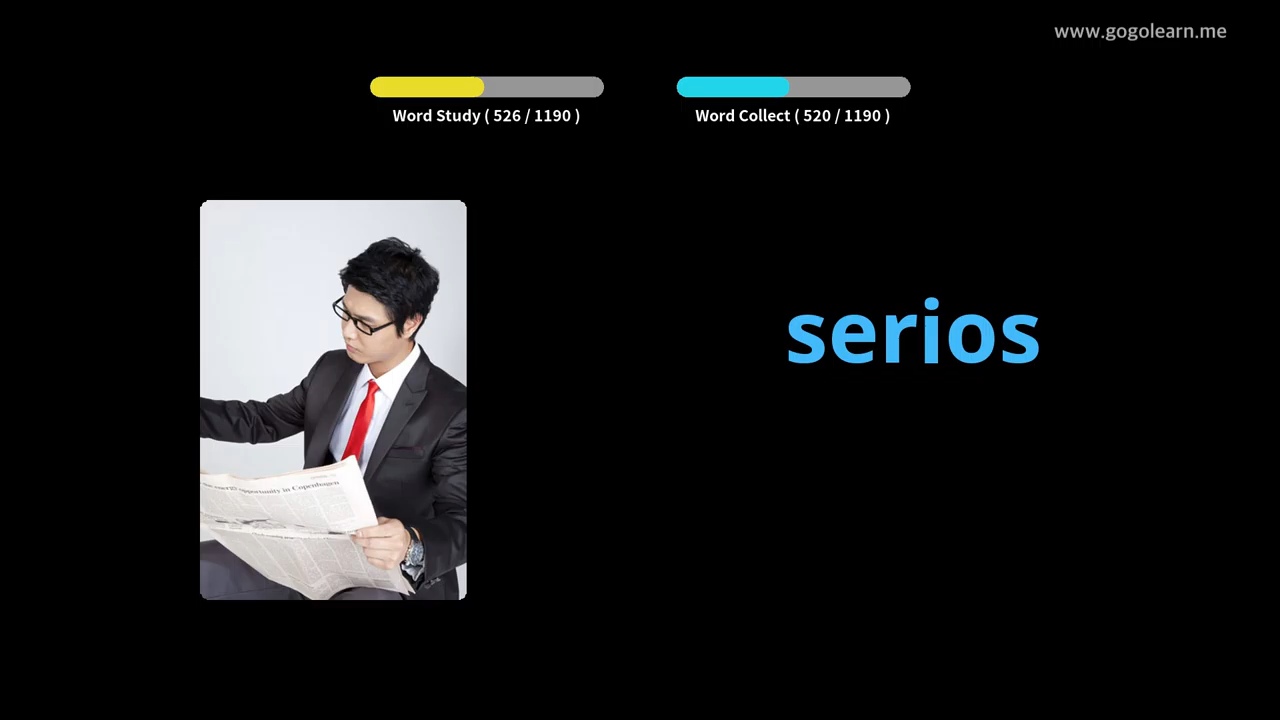 www.gogolearn.me
Word Study ( 526 / 1190 )
Word Collect ( 520 / 1190 )
serios
opportunity in Copenhagen